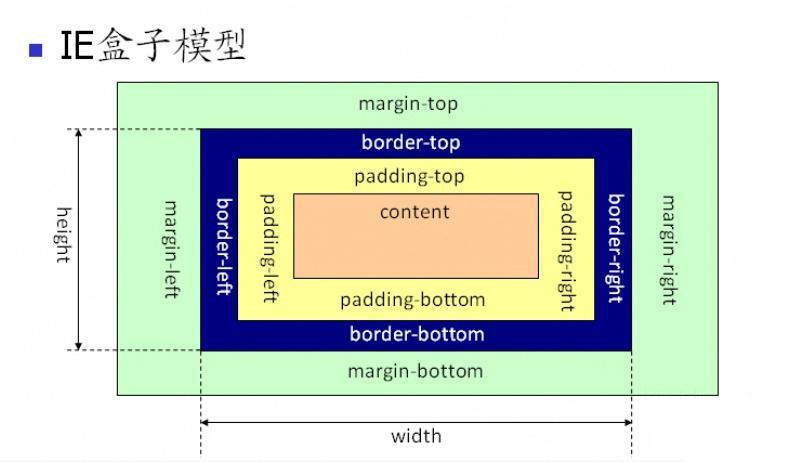 IE盒子模型
margin-top
border-top
padding-top
content
height
margin-left
border-left
padding-left
padding-right
border-right
margin-right
padding-bottom
border-bottom
margin-bottom
width